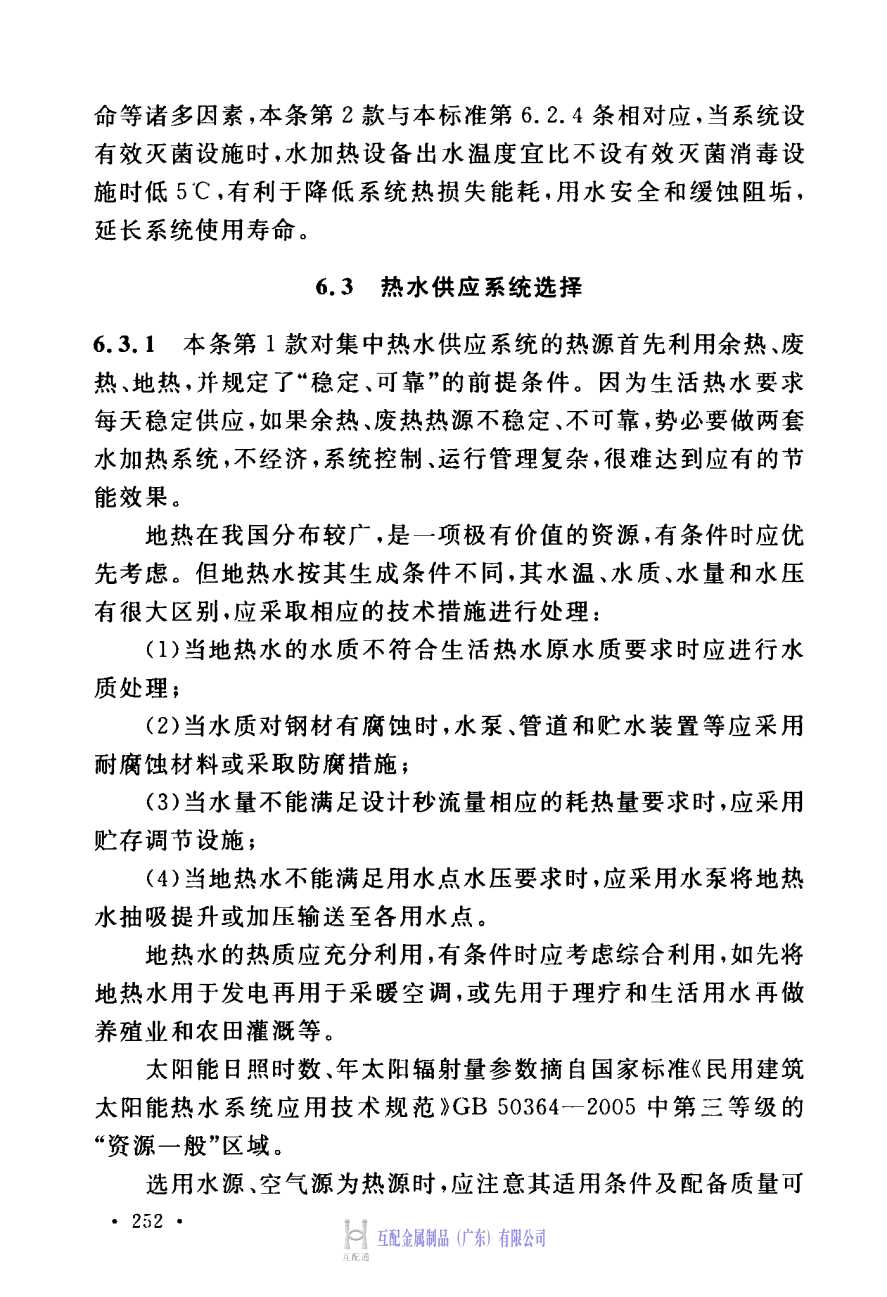 命等诸多因素,本条第 2 款与本标准第 6.2.4 条相对应,当系统设
有效灭菌设施时,水加热设备出水温度宜比不设有效灭菌消毒设
施时低 5℃,有利于降低系统热损失能耗,用水安全和缓蚀阻垢,
延长系统使用寿命。
6.3 热水供应系统选择
6.3.1 本条第 1 款对集中热水供应系统的热源首先利用余热、废
热、地热,并规定了“稳定、可靠”的前提条件。因为生活热水要求
每天稳定供应,如果余热、废热热源不稳定、不可靠,势必要做两套
水加热系统,不经济,系统控制、运行管理复杂,很难达到应有的节
能效果。
地热在我国分布较广,是一项极有价值的资源,有条件时应优
先考虑。但地热水按其生成条件不同,其水温、水质、水量和水压
有很大区别,应采取相应的技术措施进行处理:
(1)当地热水的水质不符合生活热水原水质要求时应进行水
质处理;
(2)当水质对钢材有腐蚀时,水泵、管道和贮水装置等应采用
耐腐蚀材料或采取防腐措施;
(3)当水量不能满足设计秒流量相应的耗热量要求时,应采用
贮存调节设施;
(4)当地热水不能满足用水点水压要求时,应采用水泵将地热
水抽吸提升或加压输送至各用水点。
地热水的热质应充分利用,有条件时应考虑综合利用,如先将
地热水用于发电再用于采暖空调,或先用于理疗和生活用水再做
养殖业和农田灌溉等。
太阳能日照时数、年太阳辐射量参数摘自国家标准《民用建筑
太阳能热水系统应用技术规范》GB 50364—2005 中第三等级的
“资源一般”区域。
选用水源、空气源为热源时,应注意其适用条件及配备质量可
· 252 ·
互配通
互配金属制品(广东)有限公司